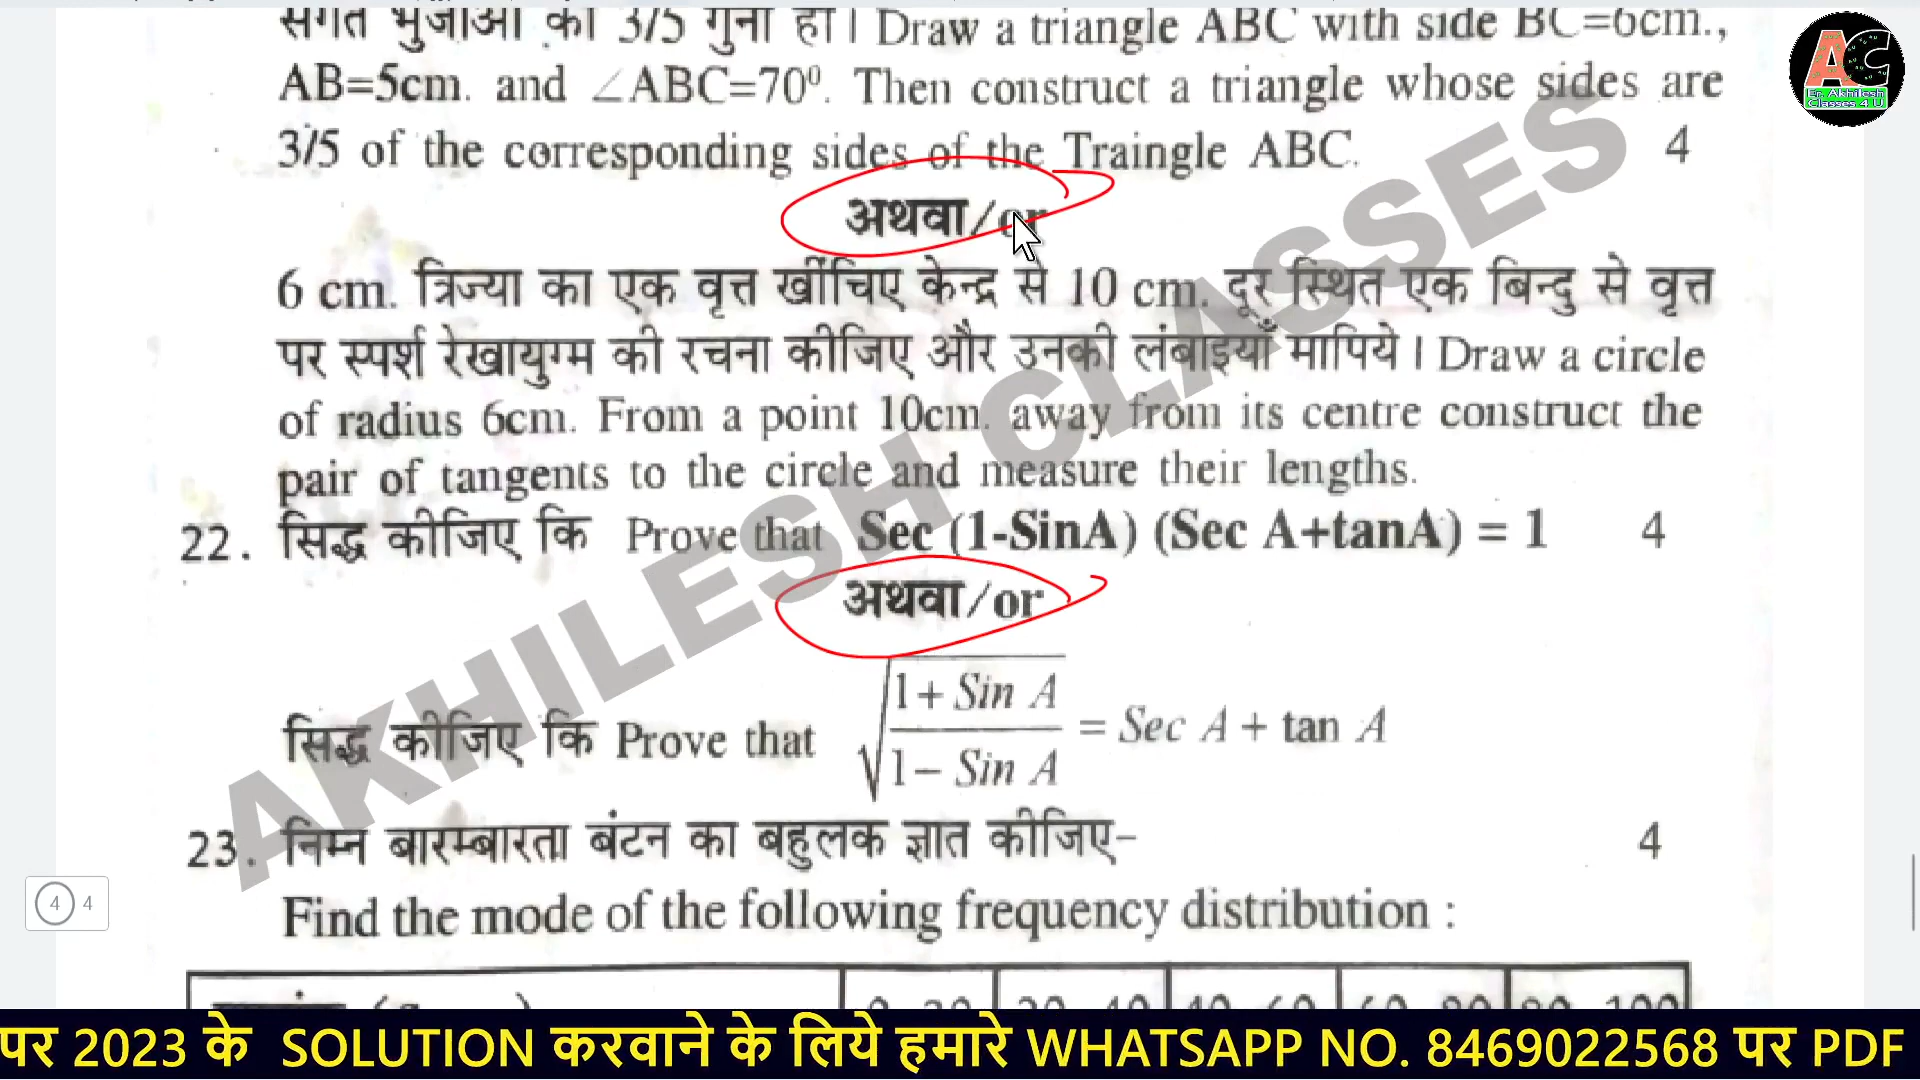 संगत भुजाओं की 3/5 गुनी हों। Draw a triangle ABC with side BC=6cm.,
AB=5cm. and ∠ABC=70⁰. Then construct a triangle whose sides are
3/5 of the corresponding sides of the Traingle ABC. 4
अथवा/or
6 cm. त्रिज्या का एक वृत्त खींचिए केन्द्र से 10 cm. दूर स्थित एक बिन्दु से वृत्त
पर स्पर्श रेखायुग्म की रचना कीजिए और उनकी लंबाइयाँ मापिये। Draw a circle
of radius 6cm. From a point 10cm. away from its centre construct the
pair of tangents to the circle and measure their lengths.
22. सिद्ध कीजिए कि Prove that Sec (1-SinA) (Sec A+tanA) = 1 4
अथवा/or
सिद्ध कीजिए कि Prove that √((1+ Sin A)/(1– Sin A)) = Sec A + tan A
23. निम्न बारम्बारता बंटन का बहुलक ज्ञात कीजिए– 4
Find the mode of the following frequency distribution :
AKHILESH CLASSES
AC
Er. Akhilesh
Classes 4 U
4 4
पर 2023 के SOLUTION करवाने के लिये हमारे WHATSAPP NO. 8469022568 पर PDF